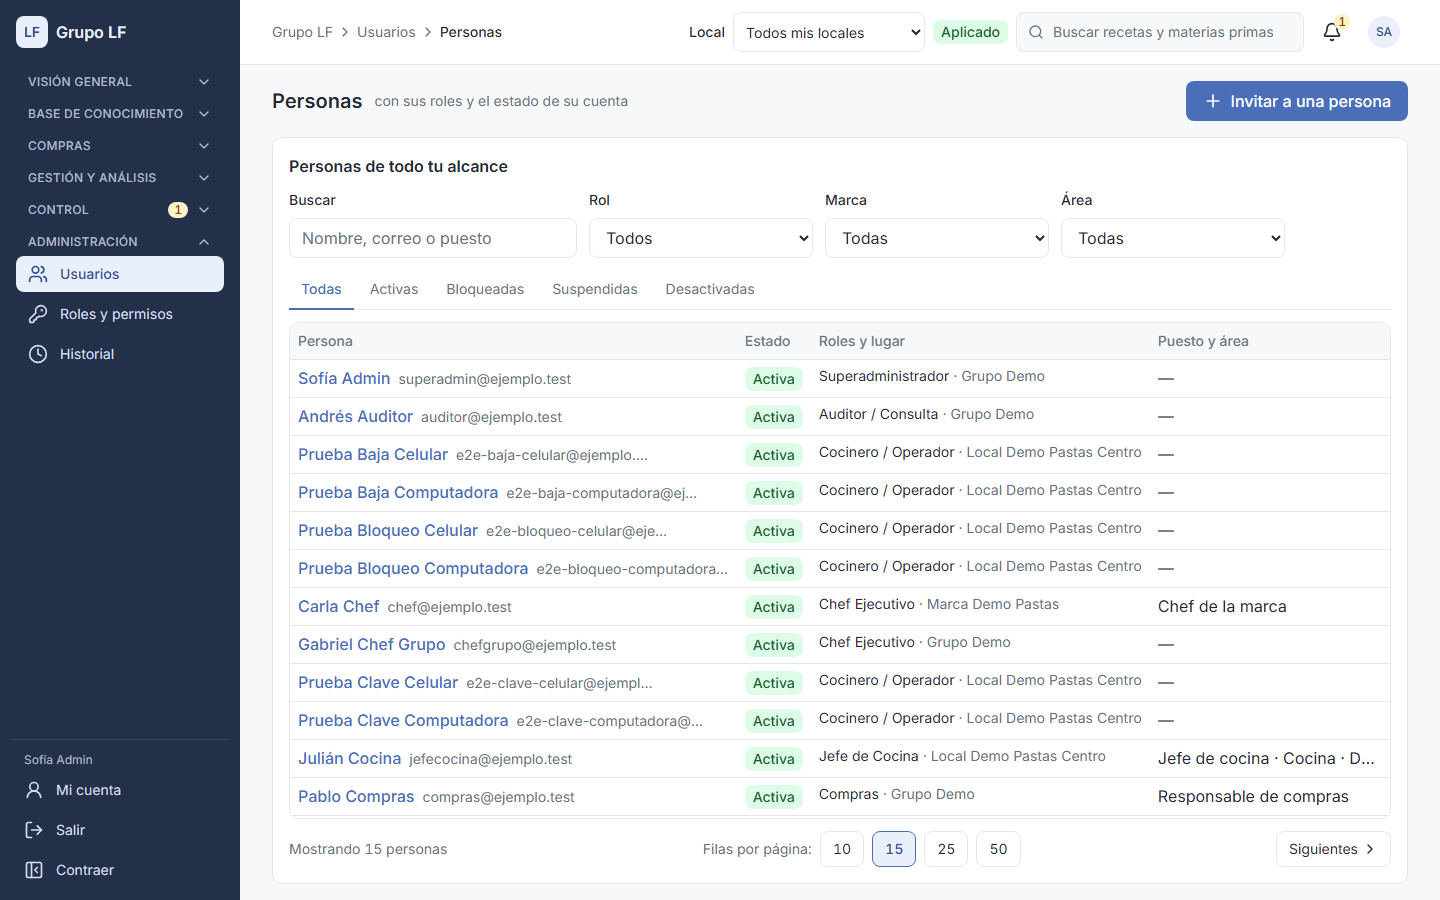 LF Grupo LF
VISIÓN GENERAL
BASE DE CONOCIMIENTO
COMPRAS
GESTIÓN Y ANÁLISIS
CONTROL 1
ADMINISTRACIÓN
Usuarios
Roles y permisos
Historial
Sofía Admin
Mi cuenta
Salir
Contraer
Grupo LF > Usuarios > Personas
Local Todos mis locales Aplicado Buscar recetas y materias primas 1 SA
Personas con sus roles y el estado de su cuenta
+ Invitar a una persona
Personas de todo tu alcance
Buscar Rol Marca Área
Nombre, correo o puesto Todos Todas Todas
Todas Activas Bloqueadas Suspendidas Desactivadas
Persona Estado Roles y lugar Puesto y área
Sofía Admin superadmin@ejemplo.test Activa Superadministrador · Grupo Demo —
Andrés Auditor auditor@ejemplo.test Activa Auditor / Consulta · Grupo Demo —
Prueba Baja Celular e2e-baja-celular@ejemplo.... Activa Cocinero / Operador · Local Demo Pastas Centro —
Prueba Baja Computadora e2e-baja-computadora@ej... Activa Cocinero / Operador · Local Demo Pastas Centro —
Prueba Bloqueo Celular e2e-bloqueo-celular@eje... Activa Cocinero / Operador · Local Demo Pastas Centro —
Prueba Bloqueo Computadora e2e-bloqueo-computadora... Activa Cocinero / Operador · Local Demo Pastas Centro —
Carla Chef chef@ejemplo.test Activa Chef Ejecutivo · Marca Demo Pastas Chef de la marca
Gabriel Chef Grupo chefgrupo@ejemplo.test Activa Chef Ejecutivo · Grupo Demo —
Prueba Clave Celular e2e-clave-celular@ejempl... Activa Cocinero / Operador · Local Demo Pastas Centro —
Prueba Clave Computadora e2e-clave-computadora@... Activa Cocinero / Operador · Local Demo Pastas Centro —
Julián Cocina jefecocina@ejemplo.test Activa Jefe de Cocina · Local Demo Pastas Centro Jefe de cocina · Cocina · D...
Pablo Compras compras@ejemplo.test Activa Compras · Grupo Demo Responsable de compras
Mostrando 15 personas Filas por página: 10 15 25 50 Siguientes >